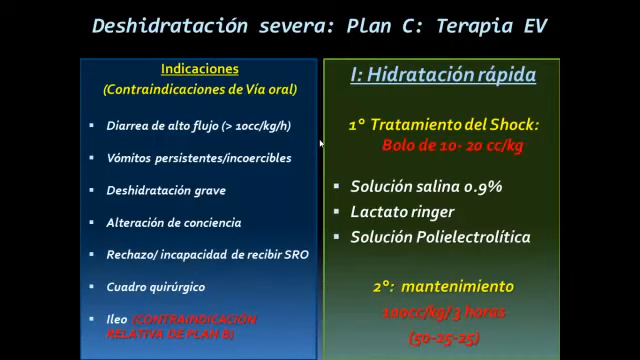 Deshidratación severa: Plan C: Terapia EV
Indicaciones
(Contraindicaciones de Vía oral)
▪ Diarrea de alto flujo (> 10cc/kg/h)
▪ Vómitos persistentes/incoercibles
▪ Deshidratación grave
▪ Alteración de conciencia
▪ Rechazo/ incapacidad de recibir SRO
▪ Cuadro quirúrgico
▪ Ileo (CONTRAINDICACIÓN
RELATIVA DE PLAN B)
I: Hidratación rápida
1° Tratamiento del Shock:
Bolo de 10- 20 cc/kg
▪ Solución salina 0.9%
▪ Lactato ringer
▪ Solución Polielectrolítica
2°: mantenimiento
100cc/kg/ 3 horas
(50-25-25)